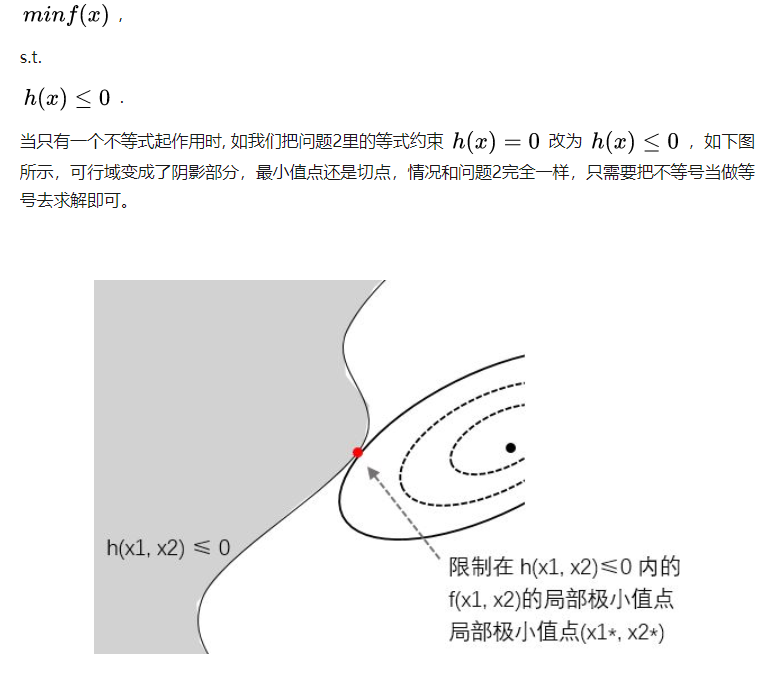 minf(x) ，
s.t.
h(x) ≤ 0 .
当只有一个不等式起作用时, 如我们把问题2里的等式约束 h(x) = 0 改为 h(x) ≤ 0 ，如下图
所示，可行域变成了阴影部分，最小值点还是切点，情况和问题2完全一样，只需要把不等号当做等
号去求解即可。
h(x1, x2) ≤ 0
限制在 h(x1, x2)≤0 内的
f(x1, x2)的局部极小值点
局部极小值点(x1*, x2*)